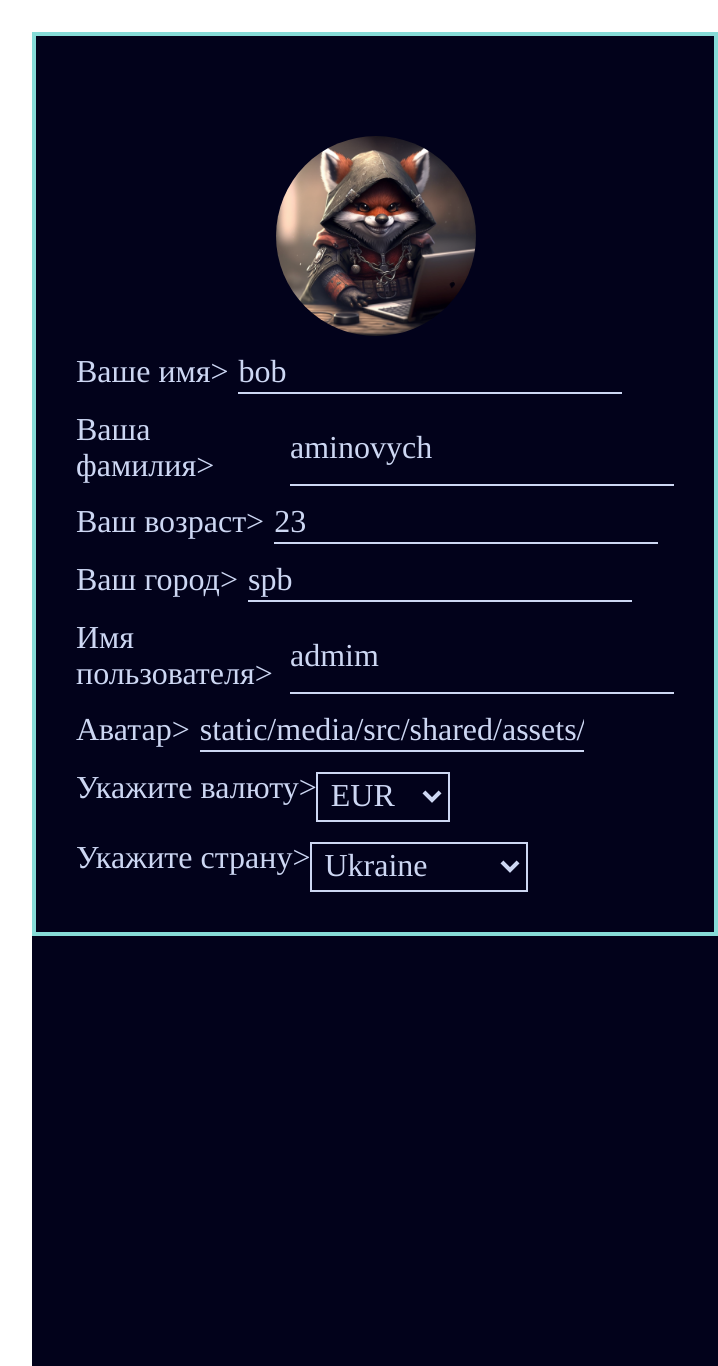 Ваше имя> bob
Ваша
фамилия>
aminovych
Ваш возраст> 23
Ваш город> spb
Имя
пользователя>
admim
Аватар> static/media/src/shared/assets/
Укажите валюту> EUR
Укажите страну> Ukraine